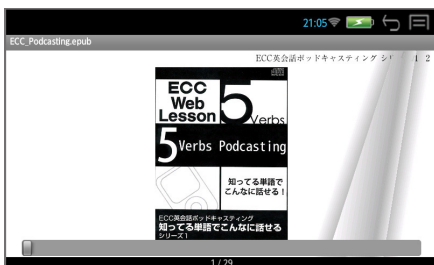 21:05
ECC_Podcasting.epub
ECC英会話ポッドキャスティング シリ 1 2
ECC
Web
Lesson
5
Verbs
5 Verbs Podcasting
知ってる単語で
こんなに話せる!
ECC英会話ポッドキャスティング
知ってる単語でこんなに話せる
シリーズ1
1 / 29